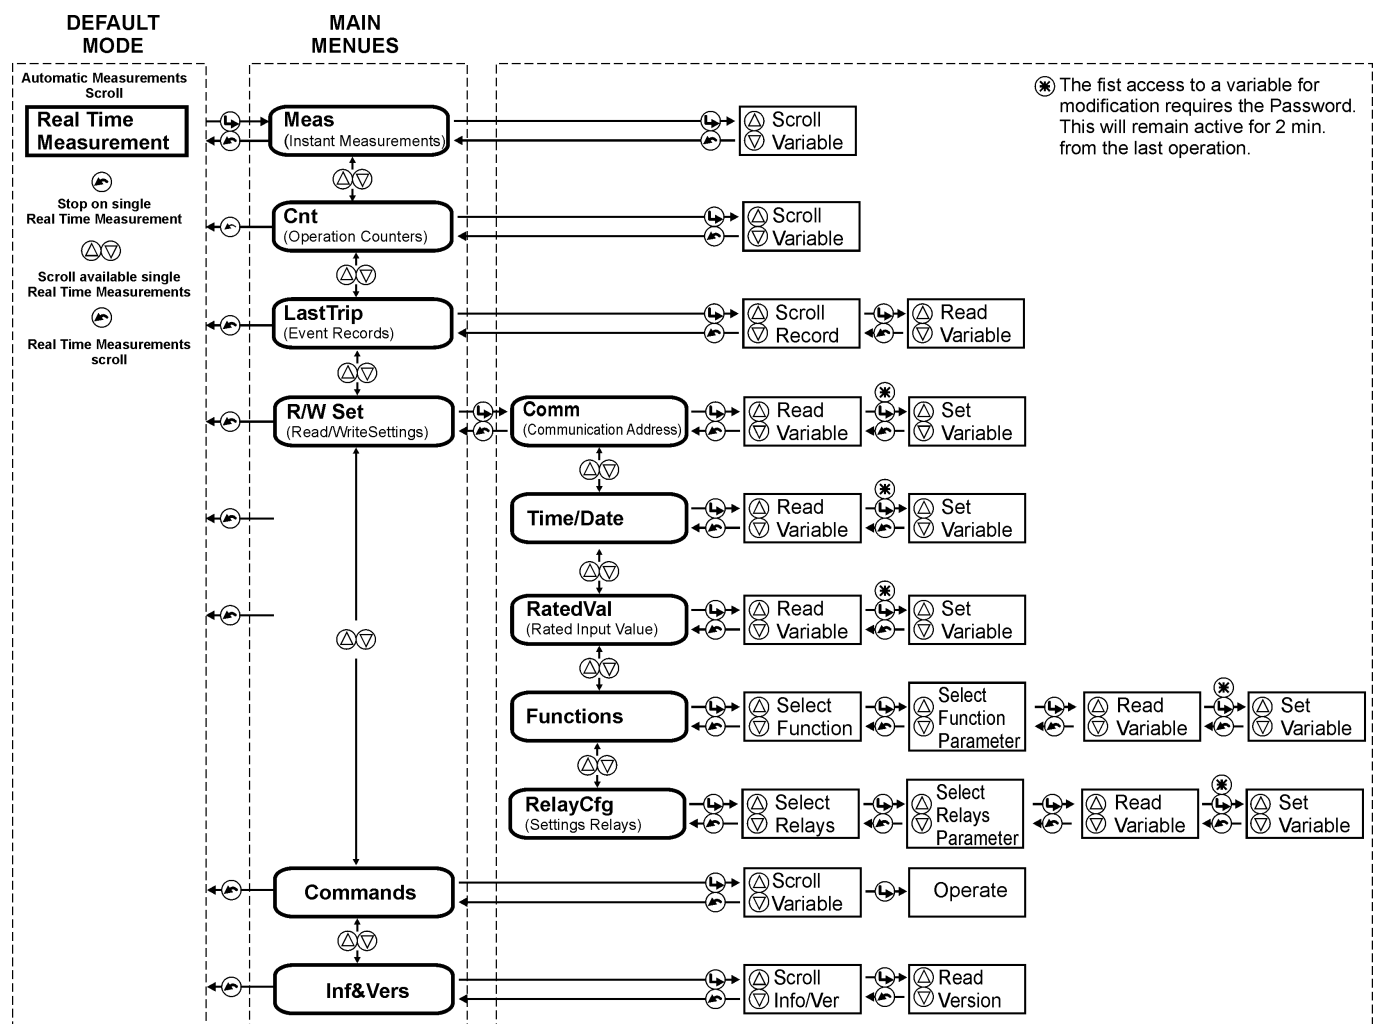 DEFAULT
MODE
MAIN
MENUES
Automatic Measurements
Scroll
Real Time
Measurement
Stop on single
Real Time Measurement
Scroll available single
Real Time Measurements
Real Time Measurements
scroll
The fist access to a variable for
modification requires the Password.
This will remain active for 2 min.
from the last operation.
Meas
(Instant Measurements)
Scroll
Variable
Cnt
(Operation Counters)
Scroll
Variable
LastTrip
(Event Records)
Scroll
Record
Read
Variable
R/W Set
(Read/WriteSettings)
Comm
(Communication Address)
Read
Variable
Set
Variable
Time/Date
Read
Variable
Set
Variable
RatedVal
(Rated Input Value)
Read
Variable
Set
Variable
Functions
Select
Function
Select
Function
Parameter
Read
Variable
Set
Variable
RelayCfg
(Settings Relays)
Select
Relays
Select
Relays
Parameter
Read
Variable
Set
Variable
Commands
Scroll
Variable
Operate
Inf&Vers
Scroll
Info/Ver
Read
Version